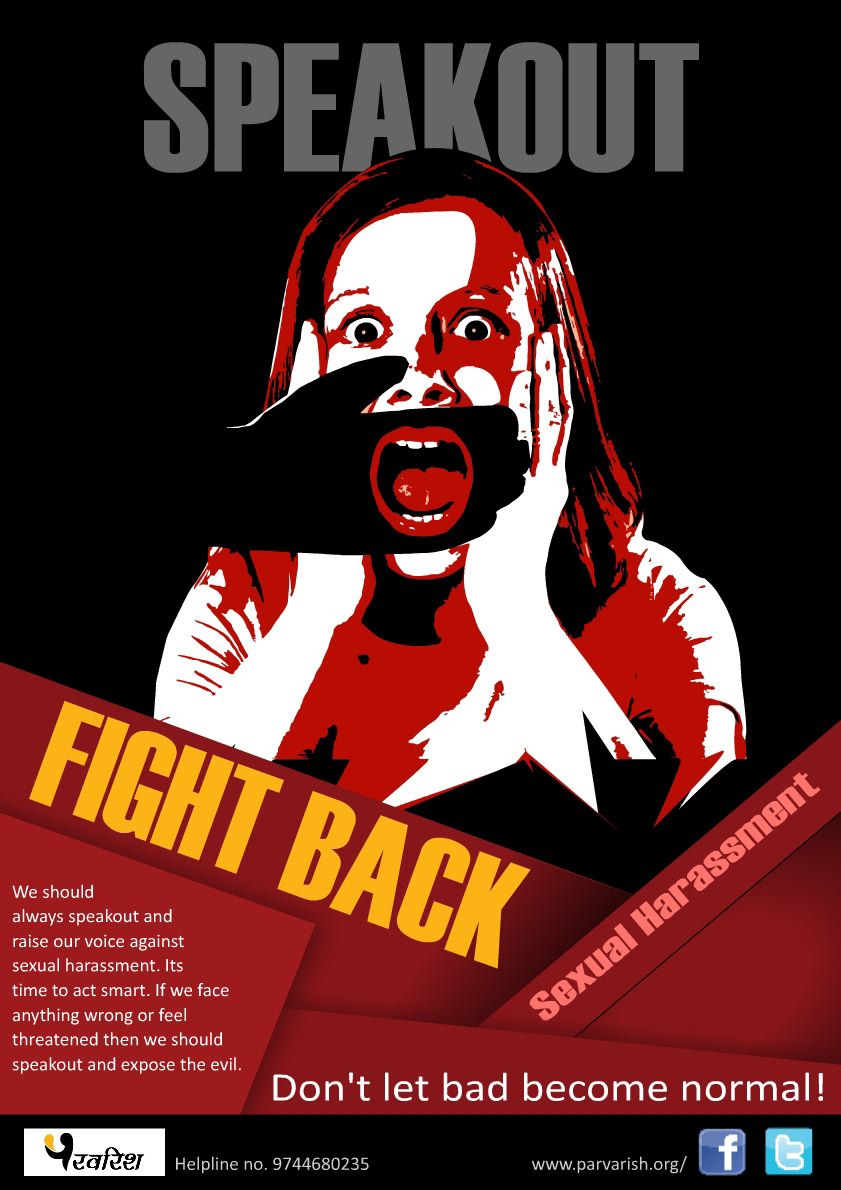 SPEAKOUT
FIGHT BACK
Sexual Harassment
We should
always speakout and
raise our voice against
sexual harassment. Its
time to act smart. If we face
anything wrong or feel
threatened then we should
speakout and expose the evil.
Don't let bad become normal!
परवरिश
Helpline no. 9744680235
www.parvarish.org/
f
t